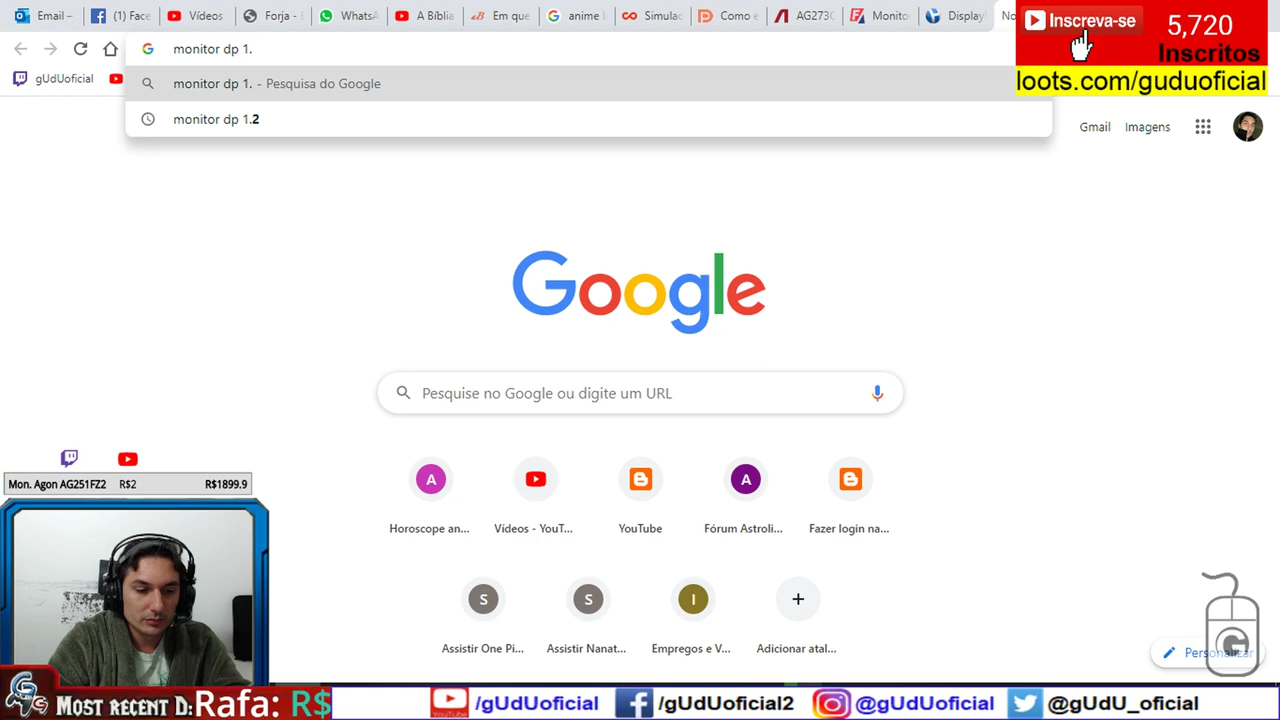 Email –
(1) Face
Vídeos
Forja -
WhatsA
A Bíblia
Em que
anime l
Simulac
Como e
AG273C
Monito
Display
No
monitor dp 1.
monitor dp 1. - Pesquisa do Google
monitor dp 1.2
gUdUoficial
Inscreva-se
5,720
Inscritos
loots.com/guduoficial
Gmail
Imagens
Google
Pesquise no Google ou digite um URL
A
A
Horoscope an...
Vídeos - YouT...
YouTube
Fórum Astroli...
Fazer login na...
S
S
I
Assistir One Pi...
Assistir Nanat...
Empregos e V...
Adicionar atal...
Personalizar
Mon. Agon AG251FZ2 R$2 R$1899.9
Most recent D: Rafa: R$
YouTube
/gUdUoficial
/gUdUoficial2
@gUdUoficial
@gUdU_oficial